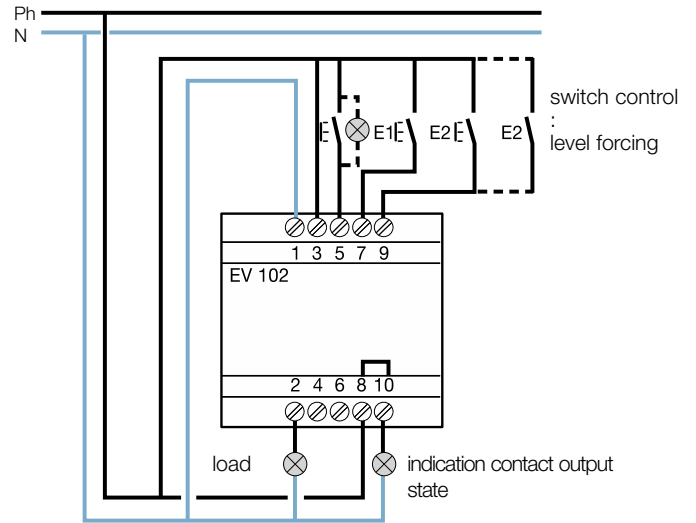 Ph
N
E1
E2
E2
switch control
:
level forcing
1 3 5 7 9
EV 102
2 4 6 8 10
load
indication contact output
state